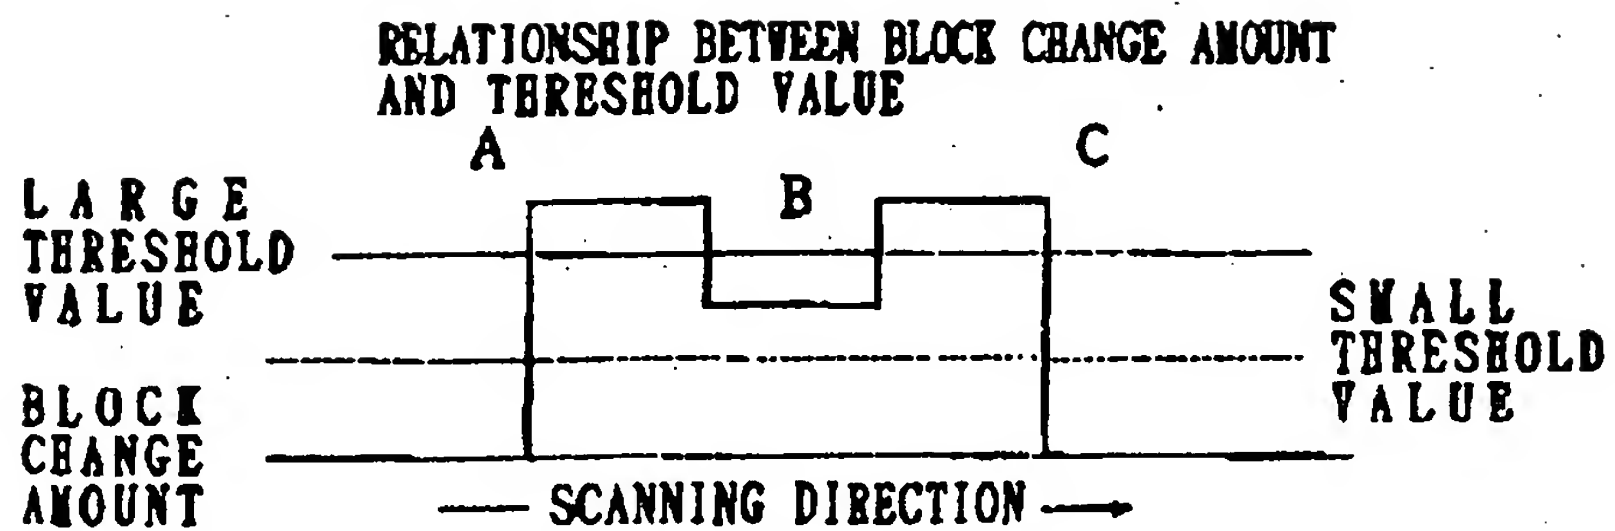 RELATIONSHIP BETWEEN BLOCK CHANGE AMOUNT
AND THRESHOLD VALUE
A
C
B
LARGE
THRESHOLD
VALUE
SMALL
THRESHOLD
VALUE
BLOCK
CHANGE
AMOUNT
SCANNING DIRECTION